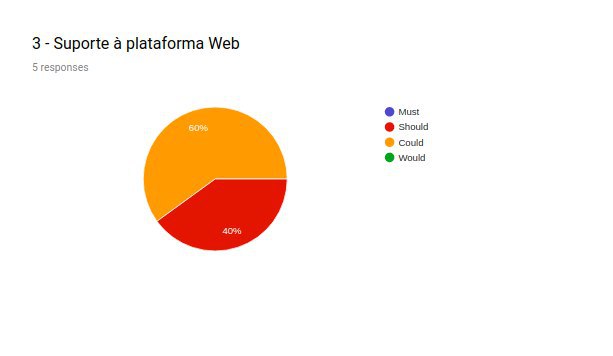 3 - Suporte à plataforma Web
5 responses
60%
40%
Must
Should
Could
Would